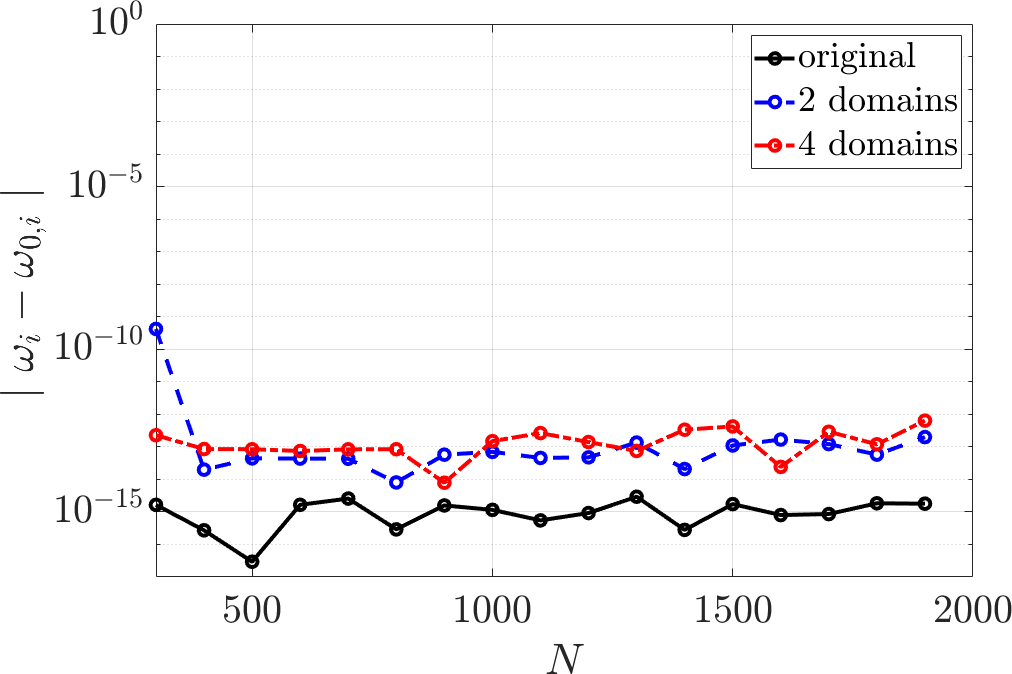 10^0
10^{-5}
10^{-10}
10^{-15}
| ω_i − ω_{0,i} |
original
2 domains
4 domains
500 1000 1500 2000
N